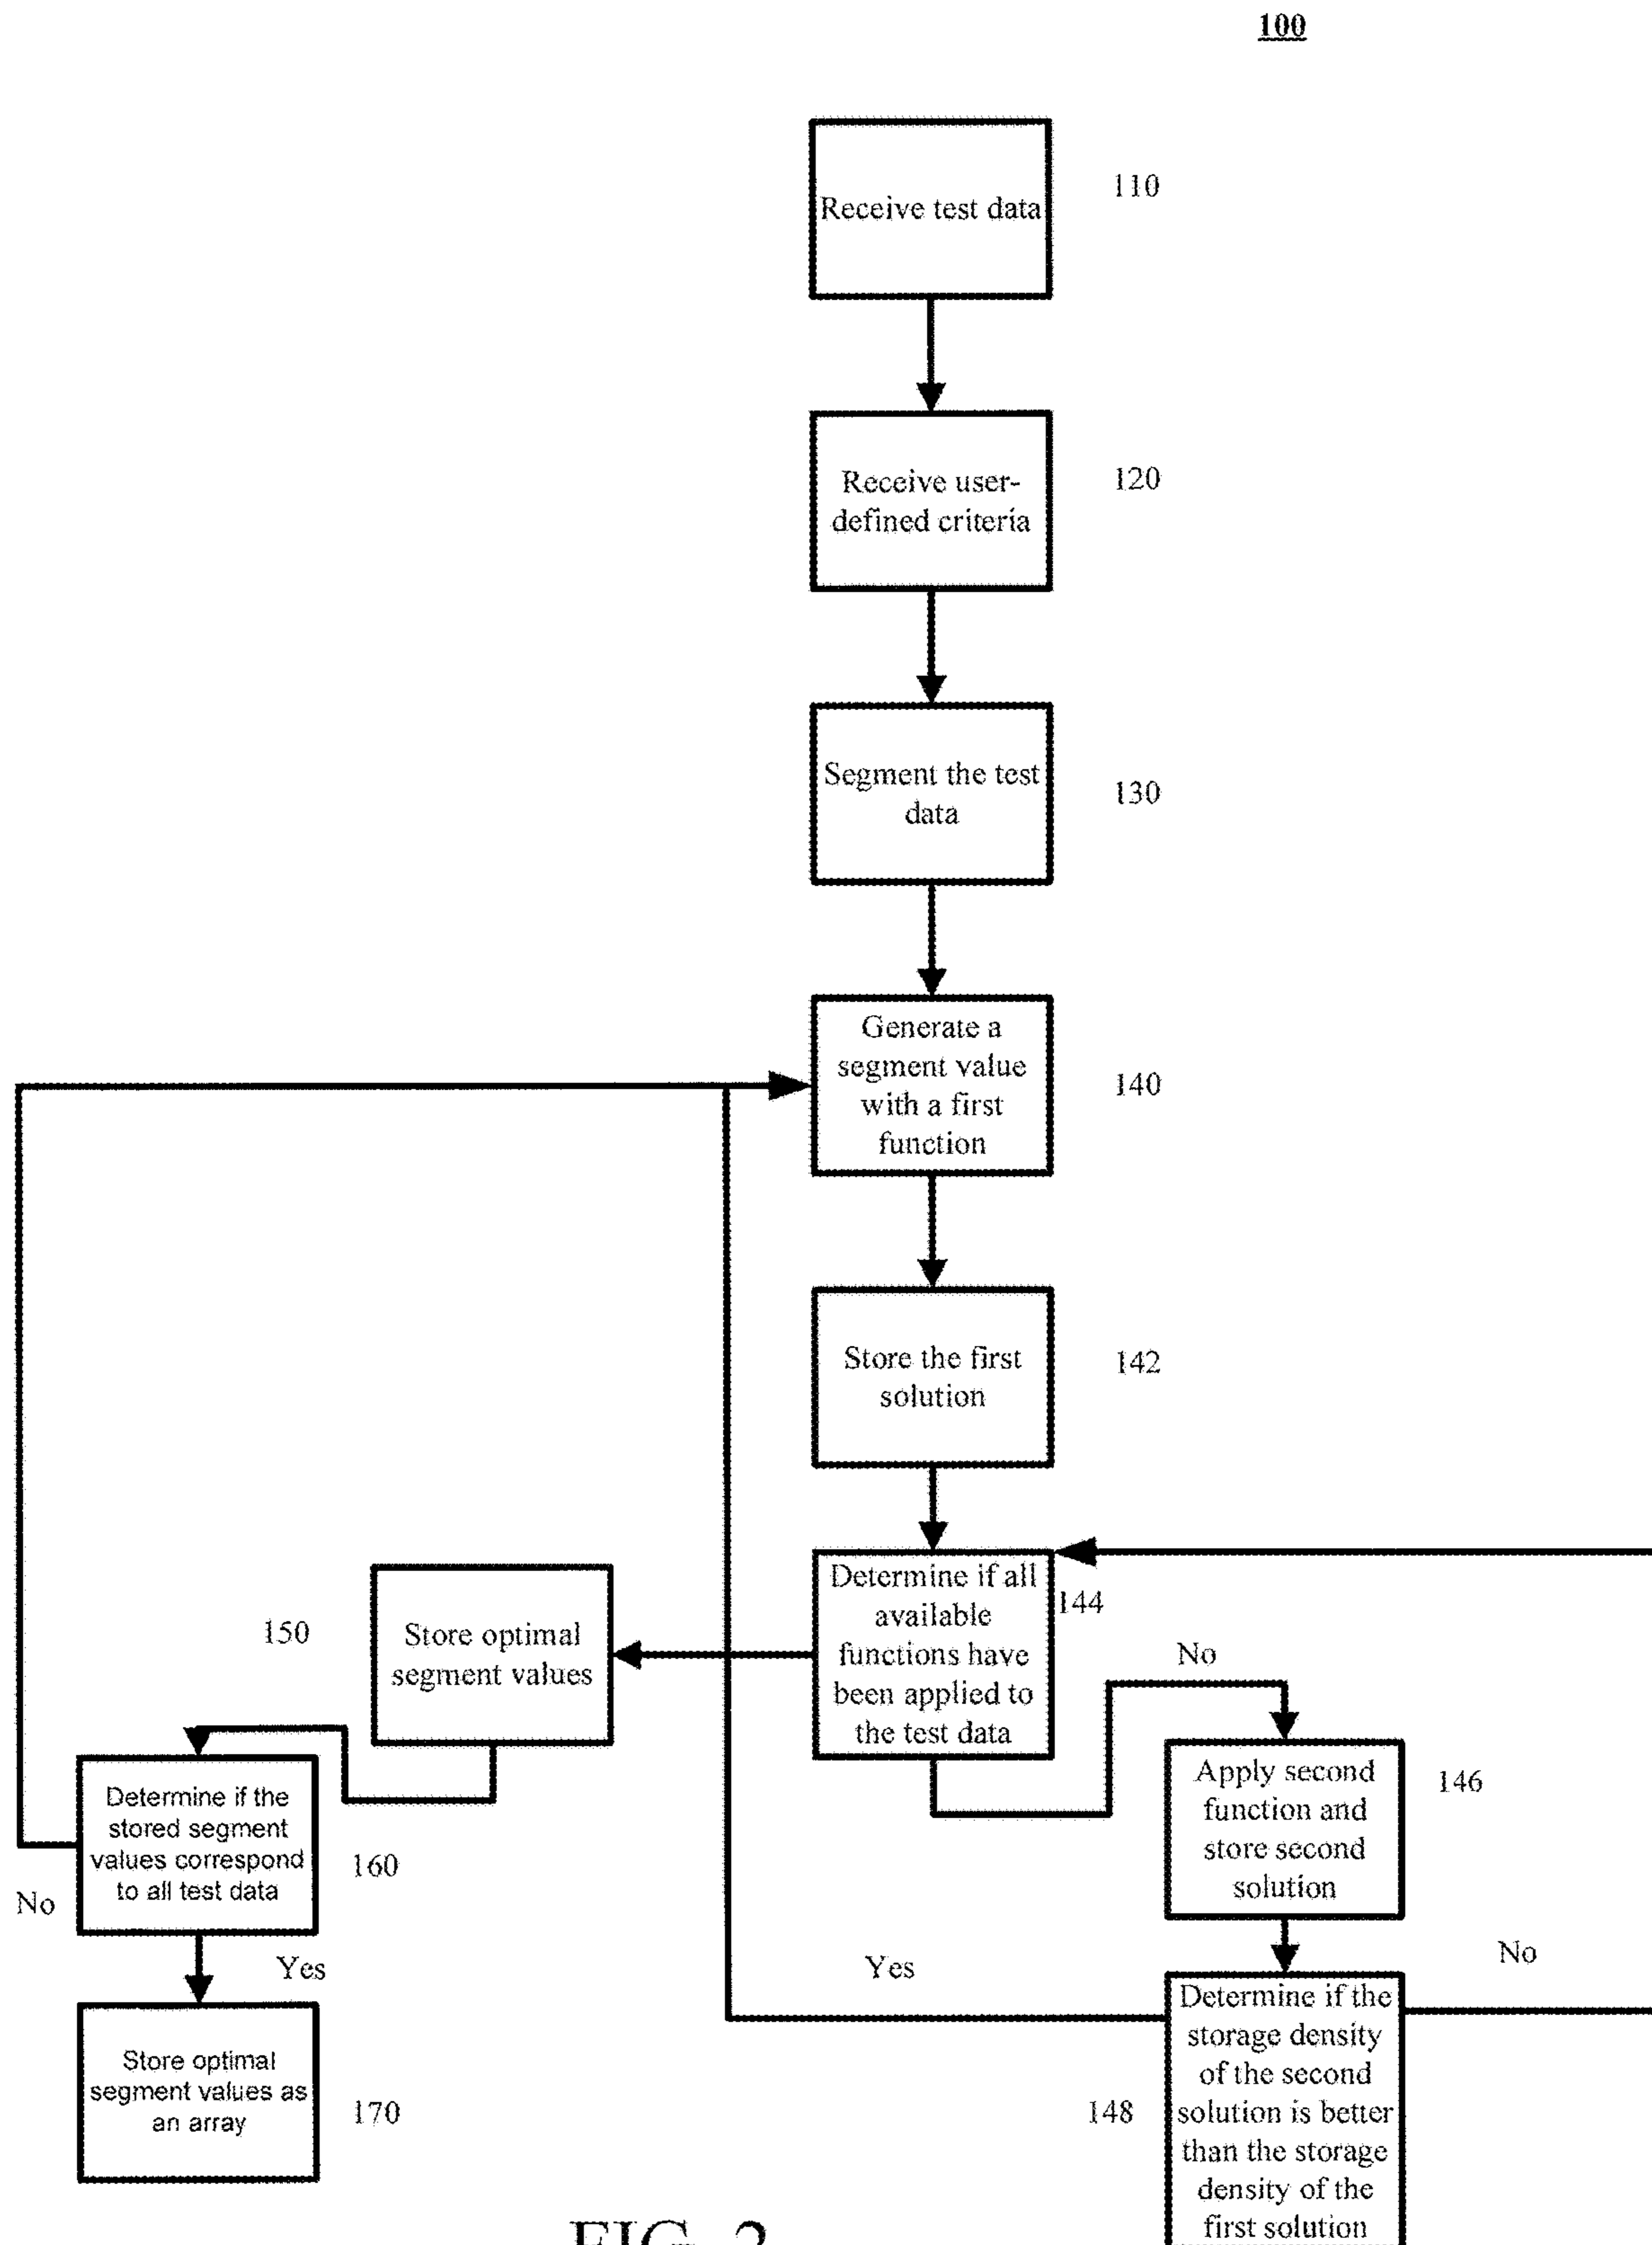 100
Receive test data
110
Receive user-
defined criteria
120
Segment the test
data
130
Generate a
segment value
with a first
function
140
Store the first
solution
142
Determine if all
available
functions have
been applied to
the test data
144
150
Store optimal
segment values
No
Apply second
function and
store second
solution
146
Determine if the
stored segment
values correspond
to all test data
160
No
Yes
Yes
No
Determine if the
storage density
of the second
solution is better
than the storage
density of the
first solution
148
Store optimal
segment values as
an array
170
FIG. 2